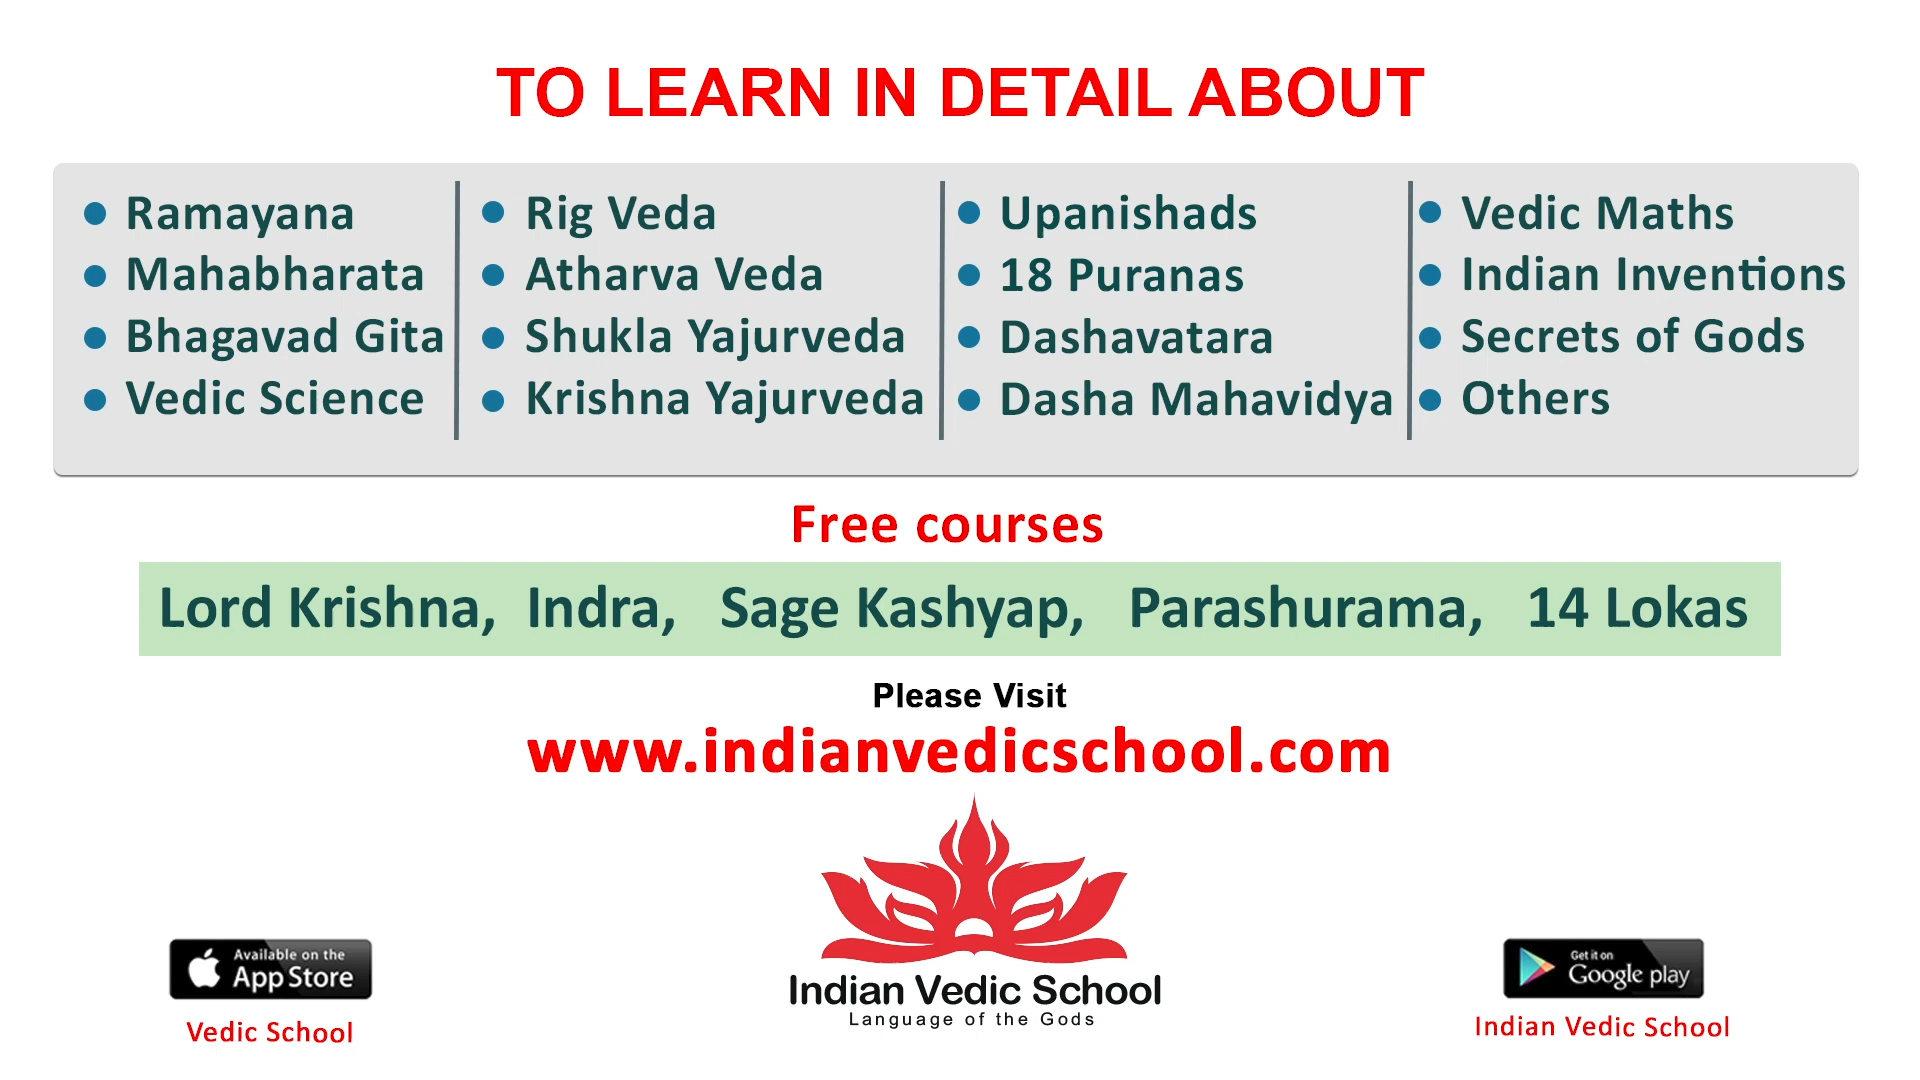 TO LEARN IN DETAIL ABOUT
Ramayana
Mahabharata
Bhagavad Gita
Vedic Science
Rig Veda
Atharva Veda
Shukla Yajurveda
Krishna Yajurveda
Upanishads
18 Puranas
Dashavatara
Dasha Mahavidya
Vedic Maths
Indian Inventions
Secrets of Gods
Others
Free courses
Lord Krishna, Indra, Sage Kashyap, Parashurama, 14 Lokas
Please Visit
www.indianvedicschool.com
Indian Vedic School
Language of the Gods
Available on the
App Store
Vedic School
Get it on
Google play
Indian Vedic School